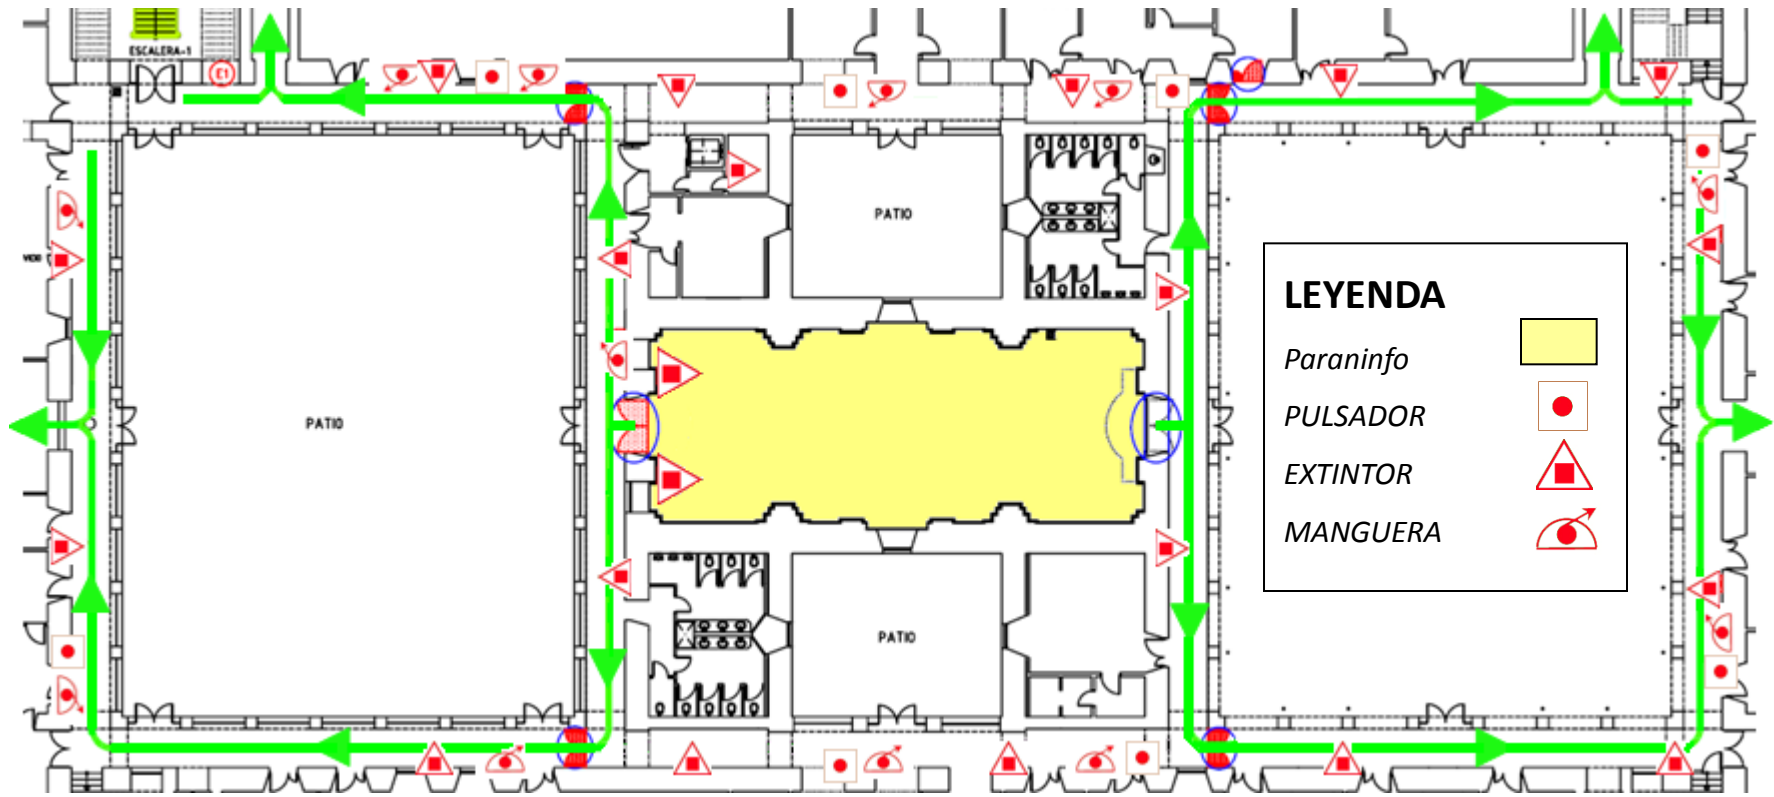 ESCALERA-1
E1
PATIO
PATIO
PATIO
LEYENDA
Paraninfo
PULSADOR
EXTINTOR
MANGUERA